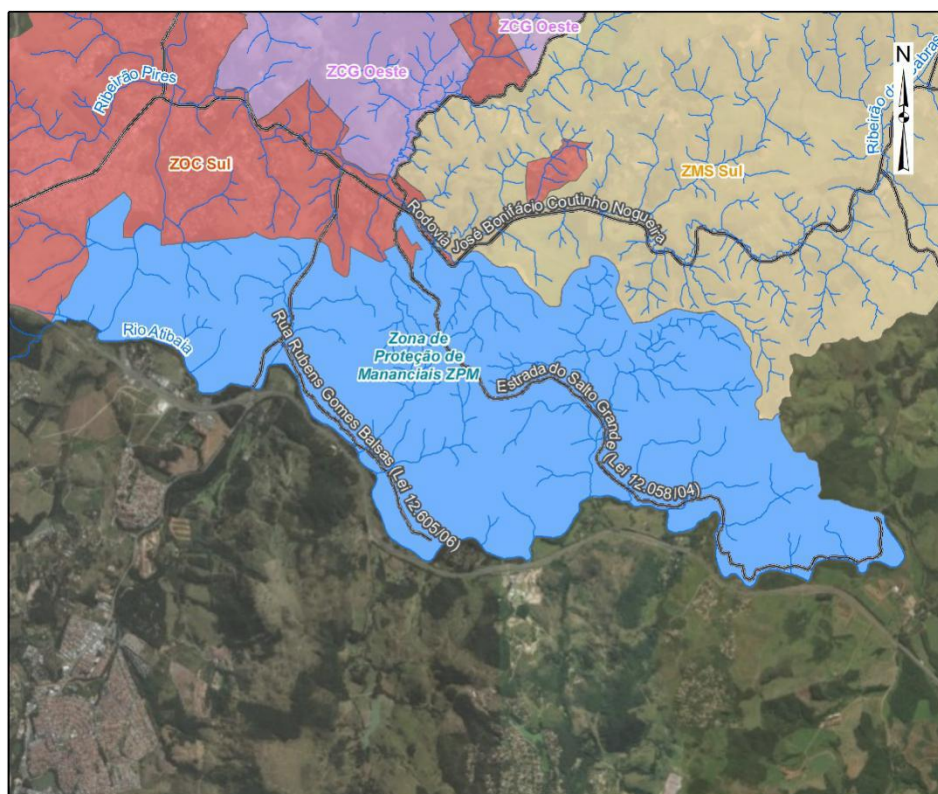 ZCG Oeste
ZCG Oeste
N
Ribeirão Pires
ZOC Sul
ZMS Sul
Rodovia José Bonifácio Coutinho Nogueira
Rio Atibaia
Zona de
Proteção de
Mananciais ZPM
Rua Rubens Gomes Balsas (Lei 12.605/06)
Estrada do Salto Grande (Lei 12.058/04)
Ribeirão